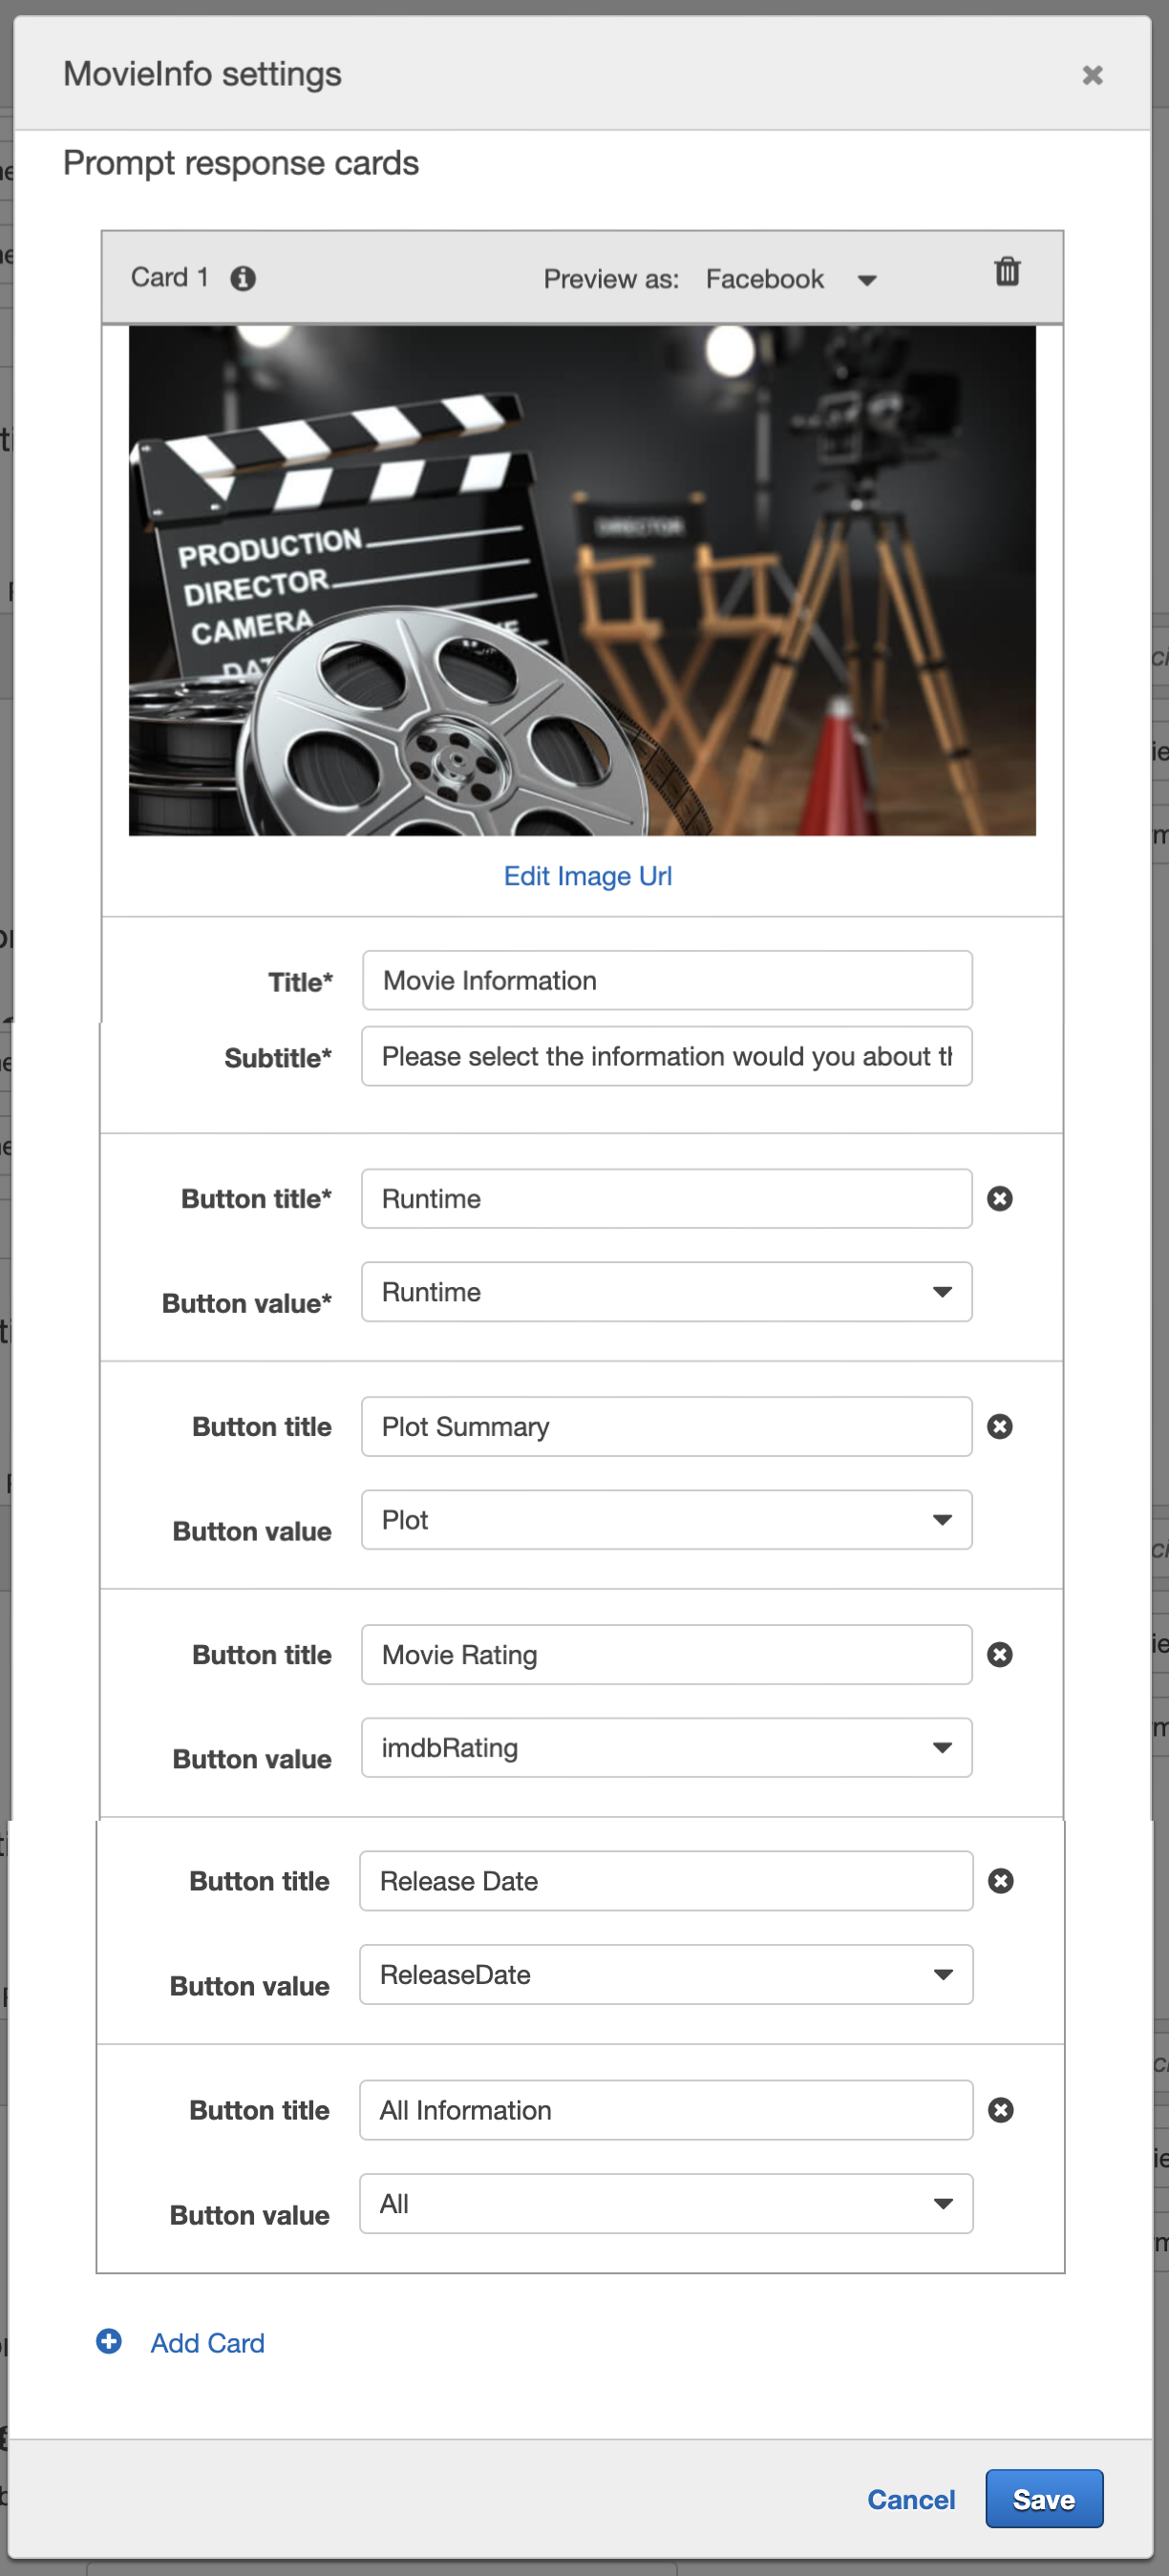 MovieInfo settings
Prompt response cards
Card 1
Preview as: Facebook
PRODUCTION
DIRECTOR
CAMERA
DIRECTOR
Edit Image Url
Title* Movie Information
Subtitle* Please select the information would you about th
Button title* Runtime
Button value* Runtime
Button title Plot Summary
Button value Plot
Button title Movie Rating
Button value imdbRating
Button title Release Date
Button value ReleaseDate
Button title All Information
Button value All
Add Card
Cancel Save